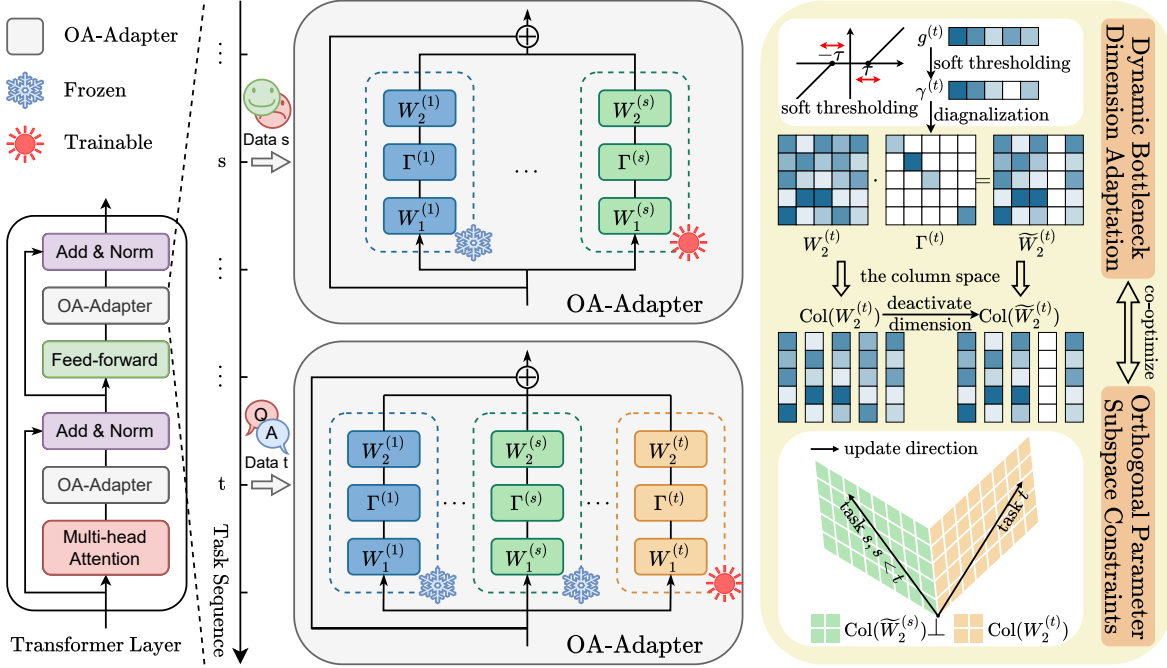 OA-Adapter
Frozen
Trainable
Add & Norm
OA-Adapter
Feed-forward
Add & Norm
OA-Adapter
Multi-head
Attention
Transformer Layer
⋮
s
⋮
⋮
t
Task Sequence
Data s
Q
A
Data t
W_2^{(1)}
Γ^{(1)}
W_1^{(1)}
...
W_2^{(s)}
Γ^{(s)}
W_1^{(s)}
OA-Adapter
W_2^{(1)}
Γ^{(1)}
W_1^{(1)}
...
W_2^{(s)}
Γ^{(s)}
W_1^{(s)}
...
W_2^{(t)}
Γ^{(t)}
W_1^{(t)}
OA-Adapter
−τ
τ
soft thresholding
g^{(t)}
soft thresholding
γ^{(t)}
diagnalization
· =
W_2^{(t)} Γ^{(t)} \widetilde{W}_2^{(t)}
the column space
Col(W_2^{(t)}) deactivate Col(\widetilde{W}_2^{(t)})
dimension
update direction
task s, s < t
task t
Col(\widetilde{W}_2^{(s)}) ⊥ Col(W_2^{(t)})
Dynamic Bottleneck
Dimension Adaptation
co-optimize
Orthogonal Parameter
Subspace Constraints